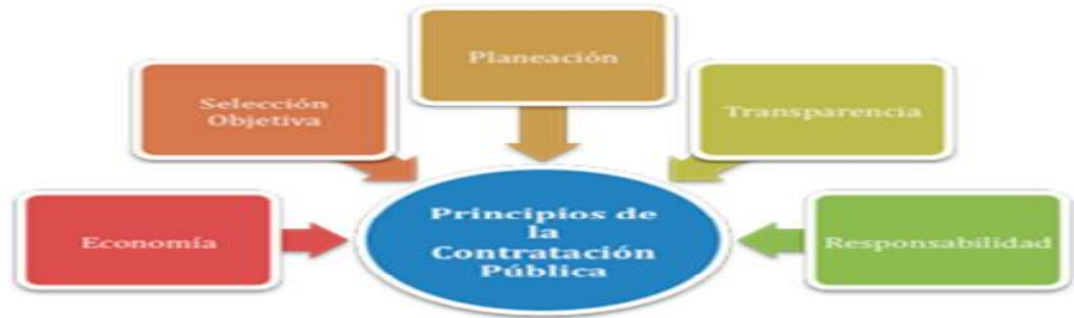 Planeación
Selección
Objetiva
Transparencia
Economía
Principios de
la
Contratación
Pública
Responsabilidad